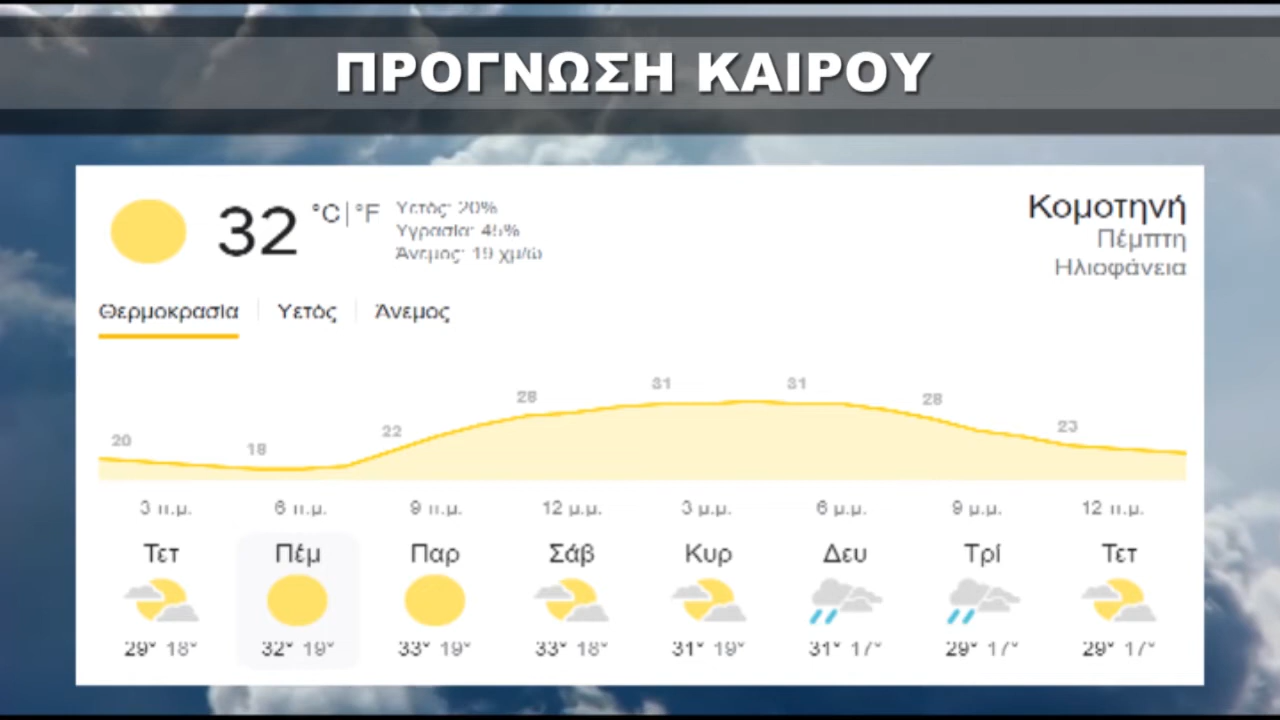 ΠΡΟΓΝΩΣΗ ΚΑΙΡΟΥ
32 °C | °F
Υετός: 20%
Υγρασία: 45%
Άνεμος: 19 χμ/ώ
Κομοτηνή
Πέμπτη
Ηλιοφάνεια
Θερμοκρασία | Υετός | Άνεμος
20 18 22 28 31 31 28 23
3 π.μ. 6 π.μ. 9 π.μ. 12 μ.μ. 3 μ.μ. 6 μ.μ. 9 μ.μ. 12 π.μ.
Τετ Πέμ Παρ Σάβ Κυρ Δευ Τρί Τετ
29° 18° 32° 19° 33° 19° 33° 18° 31° 19° 31° 17° 29° 17° 29° 17°